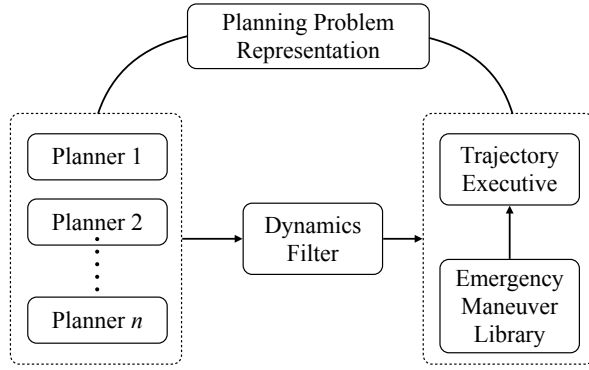 Planning Problem
Representation
Planner 1
Planner 2
Planner n
Dynamics
Filter
Trajectory
Executive
Emergency
Maneuver
Library